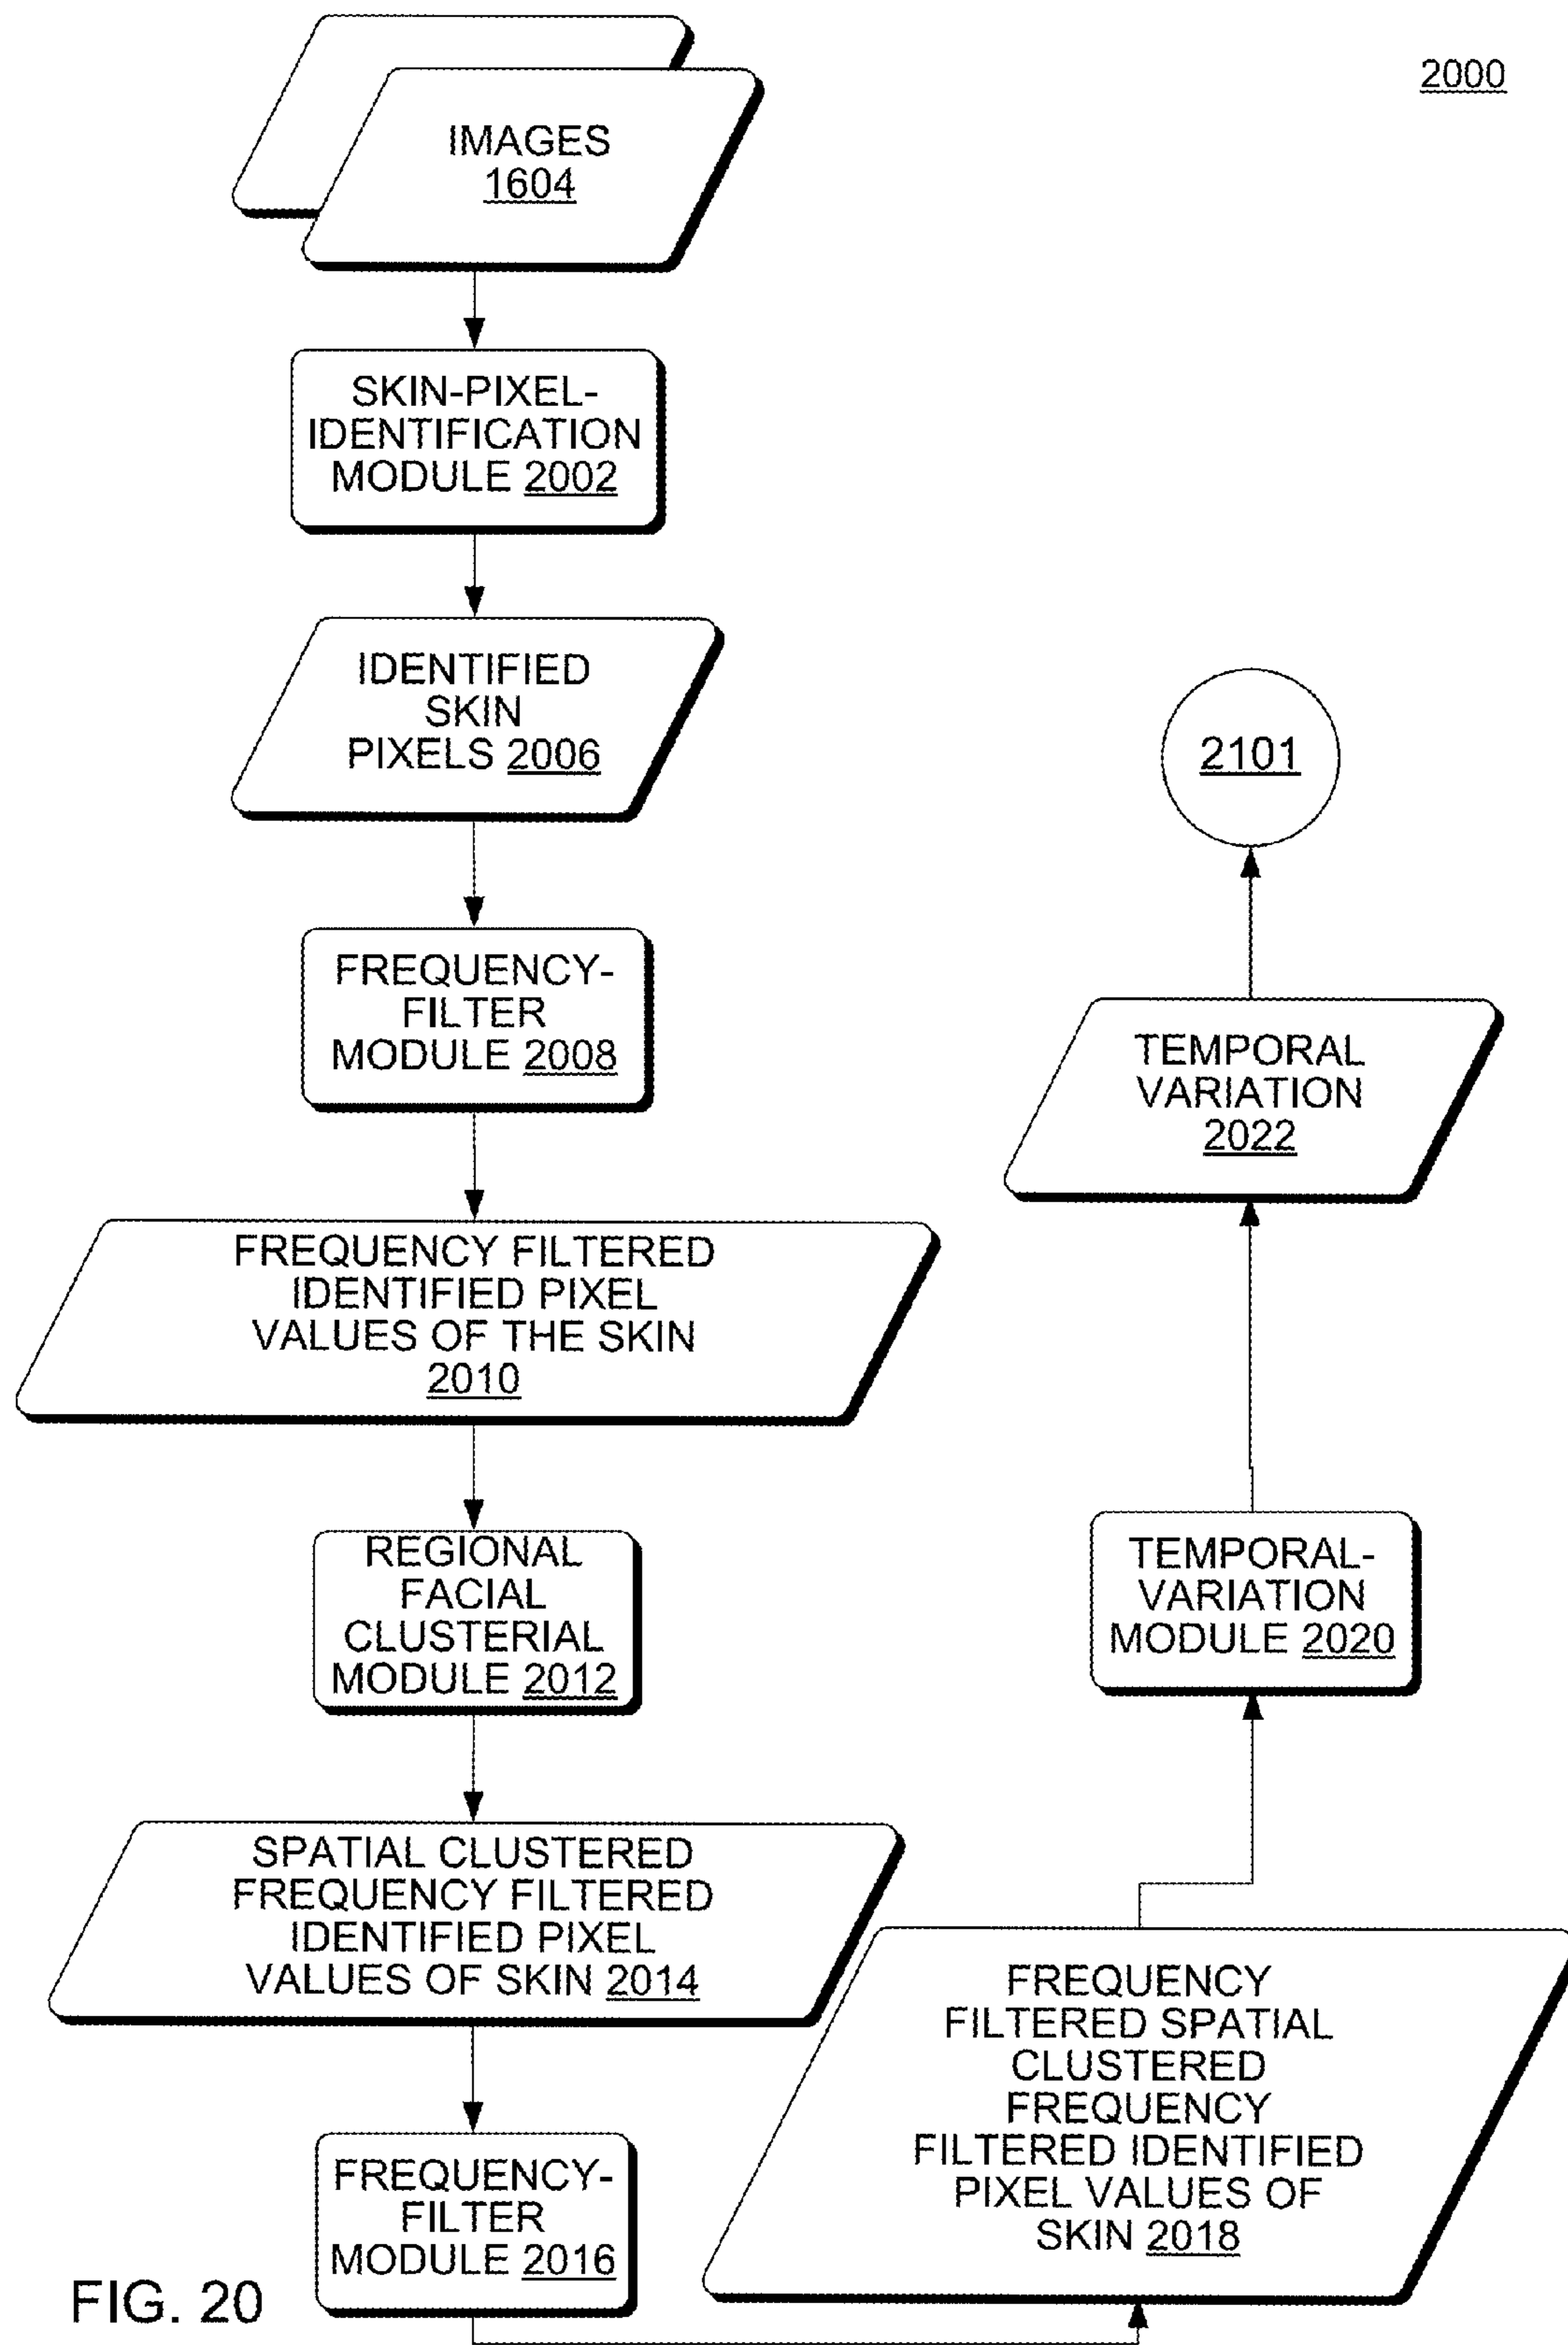 2000
IMAGES
1604
SKIN-PIXEL-
IDENTIFICATION
MODULE 2002
IDENTIFIED
SKIN
PIXELS 2006
FREQUENCY-
FILTER
MODULE 2008
FREQUENCY FILTERED
IDENTIFIED PIXEL
VALUES OF THE SKIN
2010
REGIONAL
FACIAL
CLUSTERIAL
MODULE 2012
SPATIAL CLUSTERED
FREQUENCY FILTERED
IDENTIFIED PIXEL
VALUES OF SKIN 2014
FREQUENCY-
FILTER
MODULE 2016
FREQUENCY
FILTERED SPATIAL
CLUSTERED
FREQUENCY
FILTERED IDENTIFIED
PIXEL VALUES OF
SKIN 2018
TEMPORAL-
VARIATION
MODULE 2020
TEMPORAL
VARIATION
2022
2101
FIG. 20